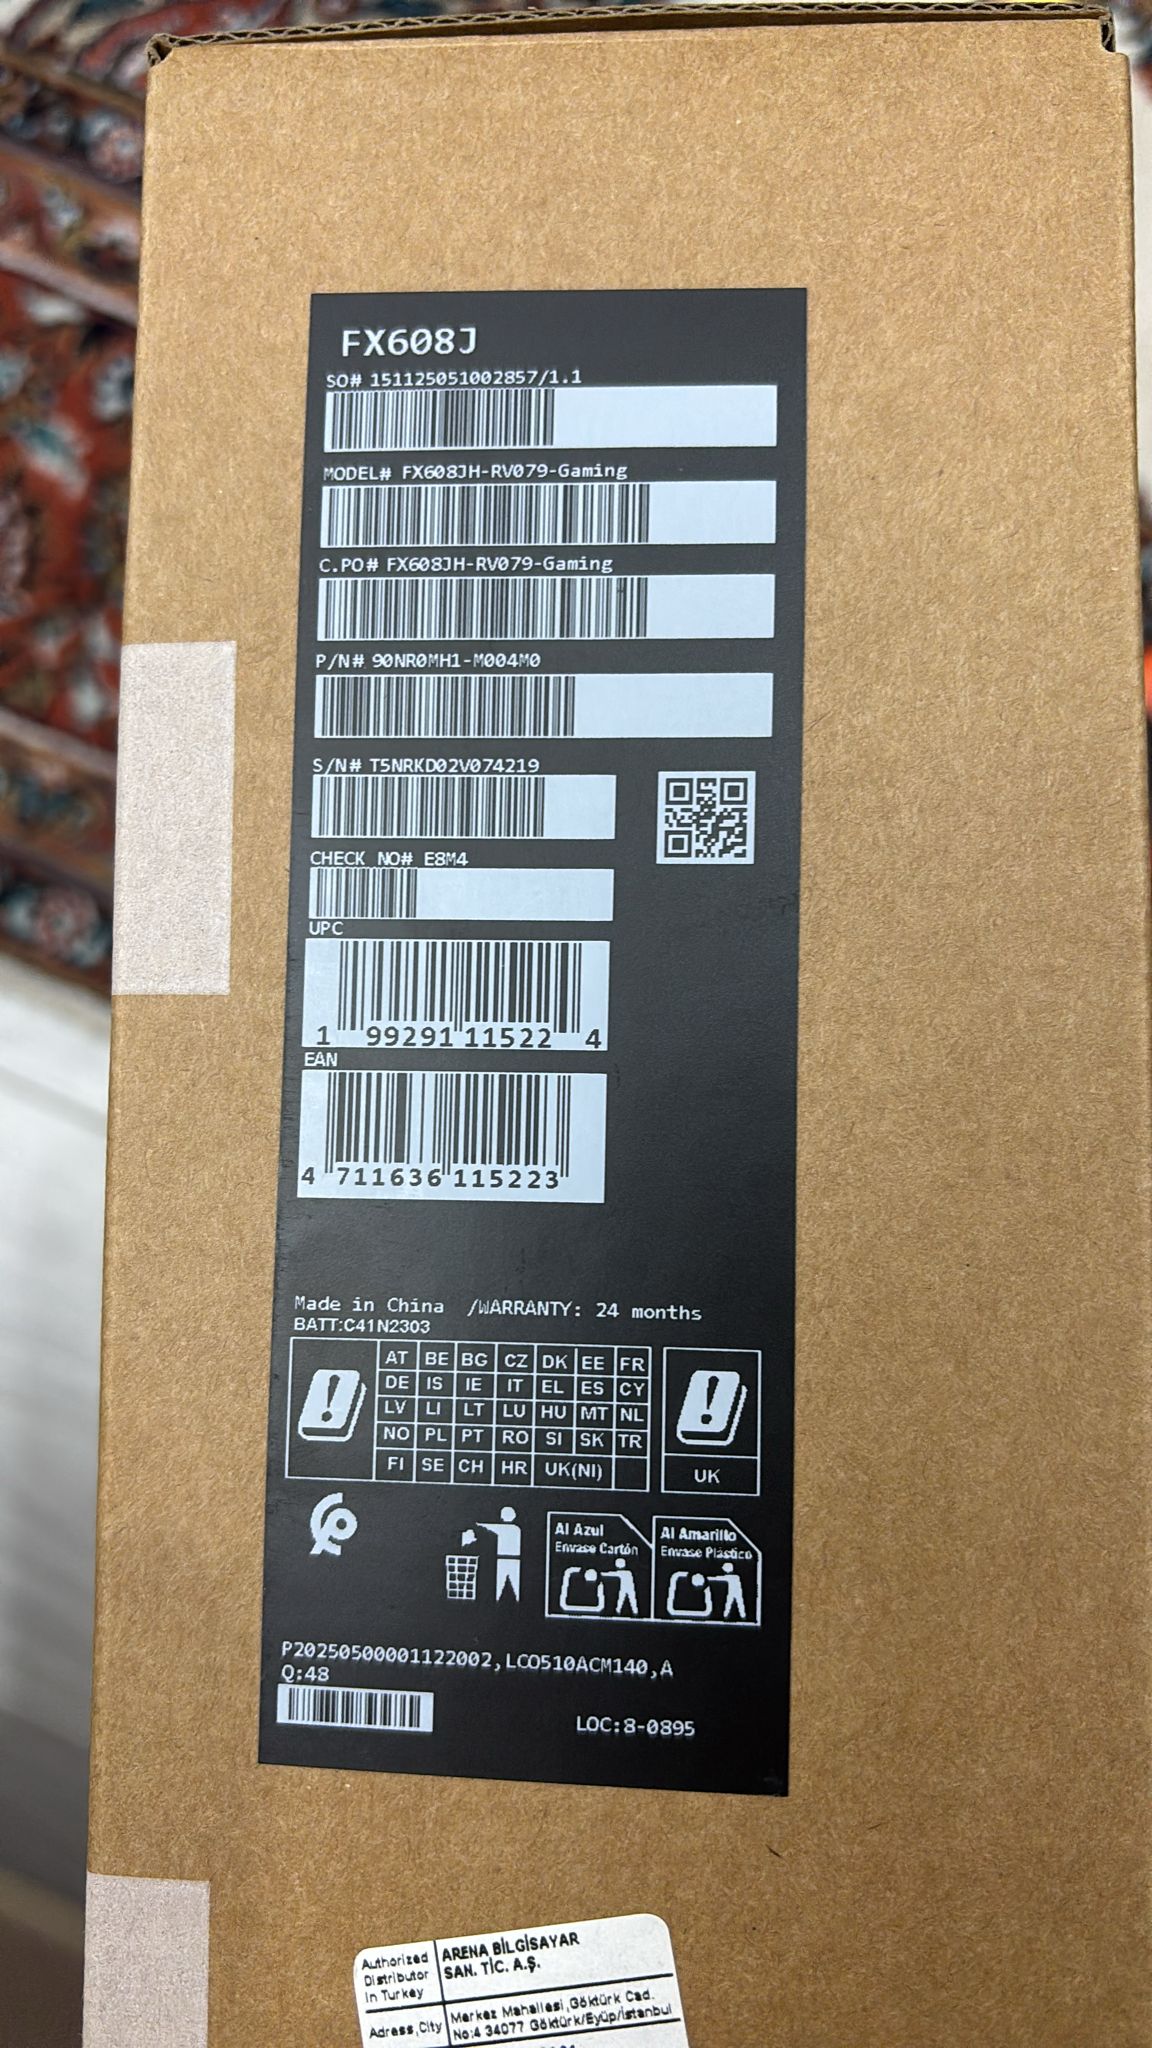 FX608J
SO# 151125051002857/1.1
MODEL# FX608JH-RV079-Gaming
C.PO# FX608JH-RV079-Gaming
P/N# 90NR0MH1-M004M0
S/N# T5NRKD02V074219
CHECK NO# E8M4
UPC
1 99291 11522 4
EAN
4 711636 115223
Made in China /WARRANTY: 24 months
BATT:C41N2303
AT BE BG CZ DK EE FR
DE IS IE IT EL ES CY
LV LI LT LU HU MT NL
NO PL PT RO SI SK TR
FI SE CH HR UK(NI)
UK
Al Azul
Envase Cartón
Al Amarillo
Envase Plástico
P20250500001122002,LCO510ACM140,A
Q:48
LOC:8-0895
Authorized
Distributor
In Turkey
ARENA BİLGİSAYAR
SAN. TİC. A.Ş.
Adress,City
Merkez Mahallesi,Göktürk Cad.
No:4 34077 Göktürk/Eyüp/İstanbul